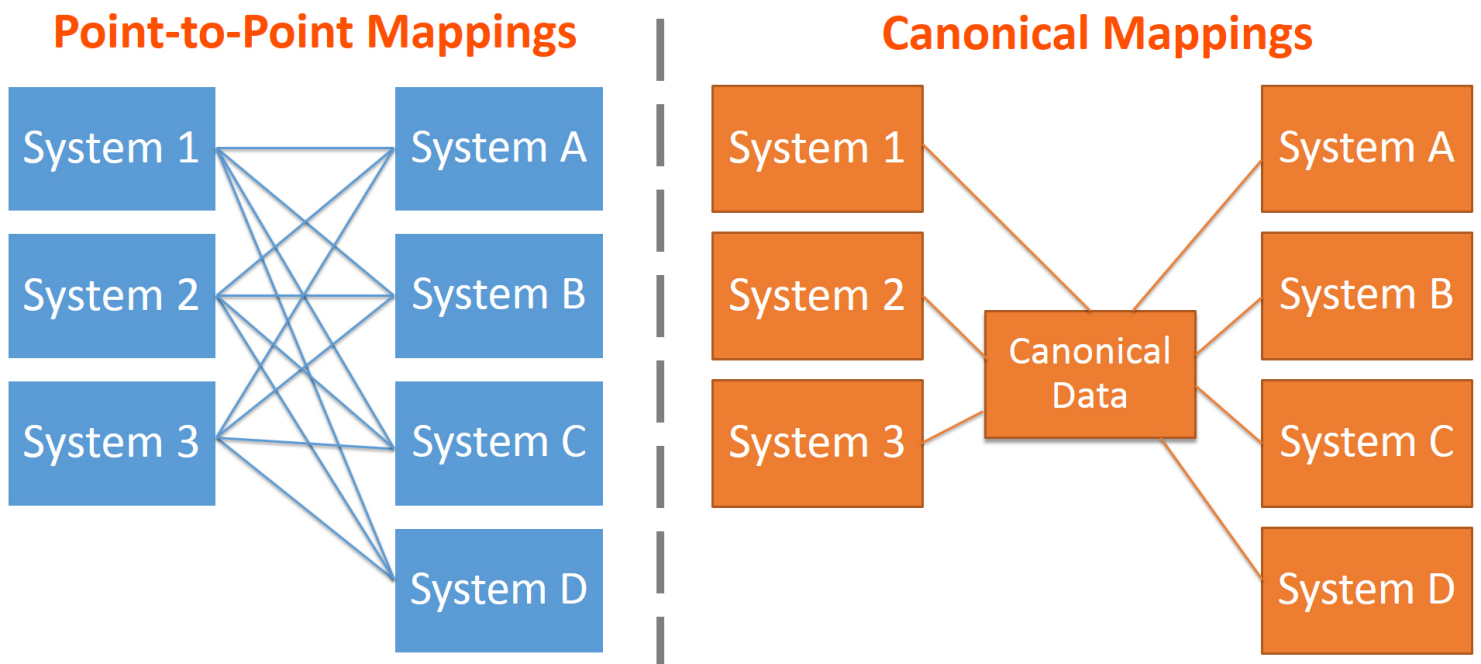 Point-to-Point Mappings
System 1
System 2
System 3
System A
System B
System C
System D
Canonical Mappings
System 1
System 2
System 3
Canonical
Data
System A
System B
System C
System D